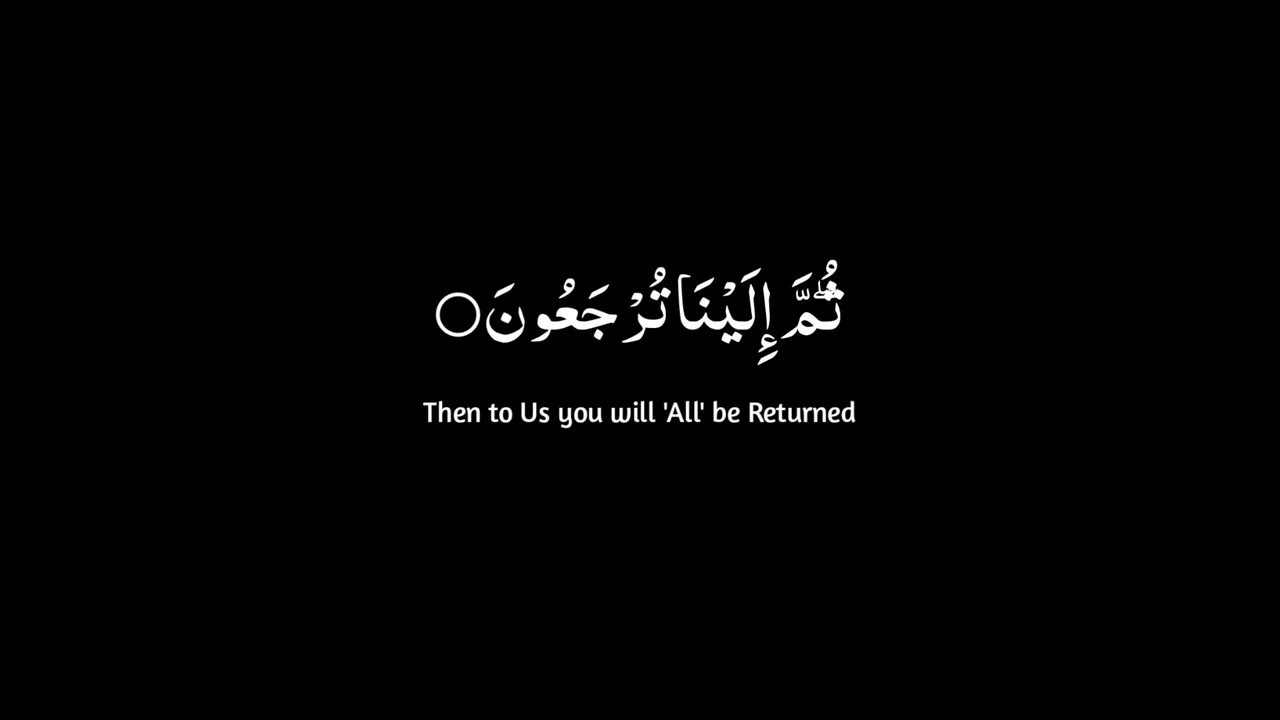 ثُمَّ إِلَيْنَا تُرْجَعُونَ ○
Then to Us you will 'All' be Returned